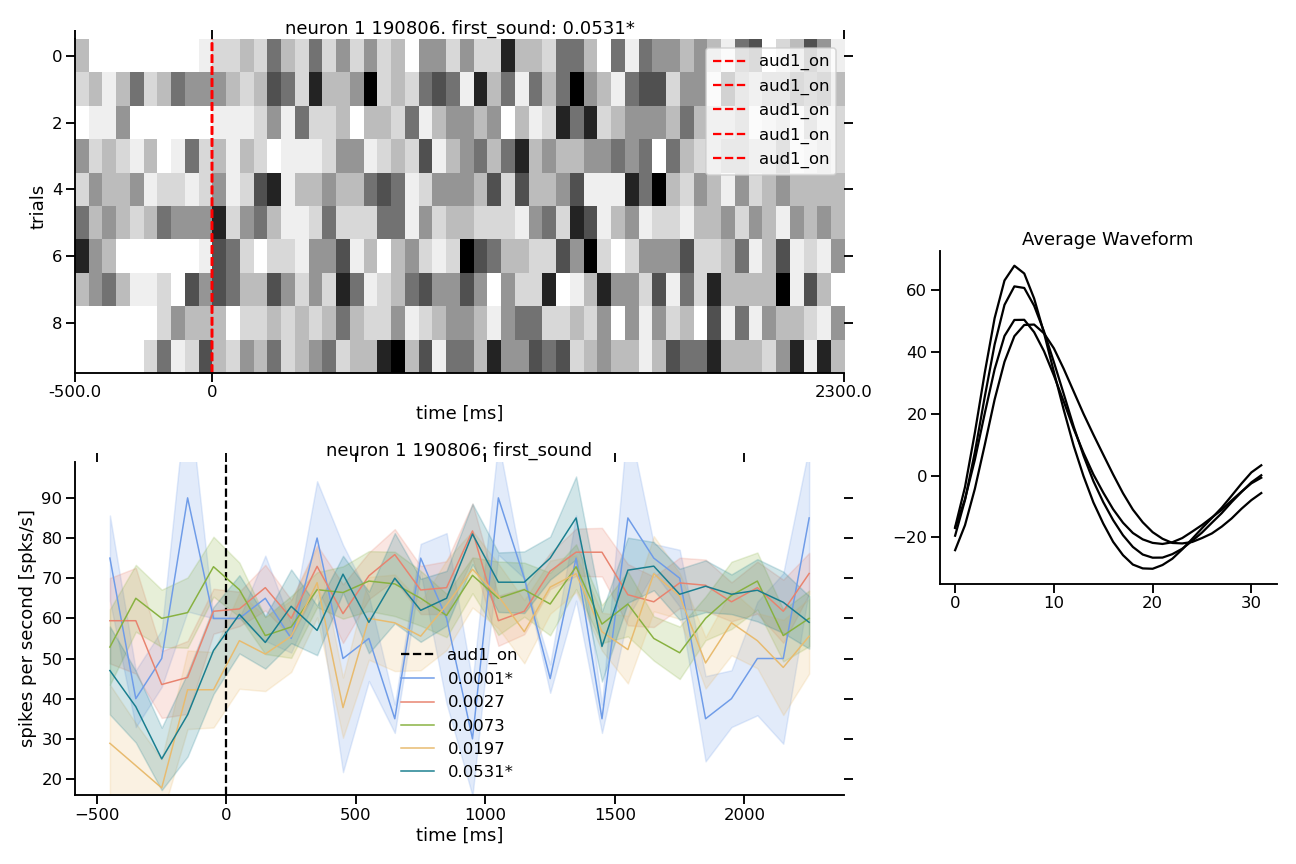 neuron 1 190806. first_sound: 0.0531*
0
2
4
6
8
trials
-500.0
0
2300.0
time [ms]
aud1_on
aud1_on
aud1_on
aud1_on
aud1_on
neuron 1 190806: first_sound
90
80
70
60
50
40
30
20
spikes per second [spks/s]
−500
0
500
1000
1500
2000
time [ms]
aud1_on
0.0001*
0.0027
0.0073
0.0197
0.0531*
Average Waveform
60
40
20
0
−20
0
10
20
30